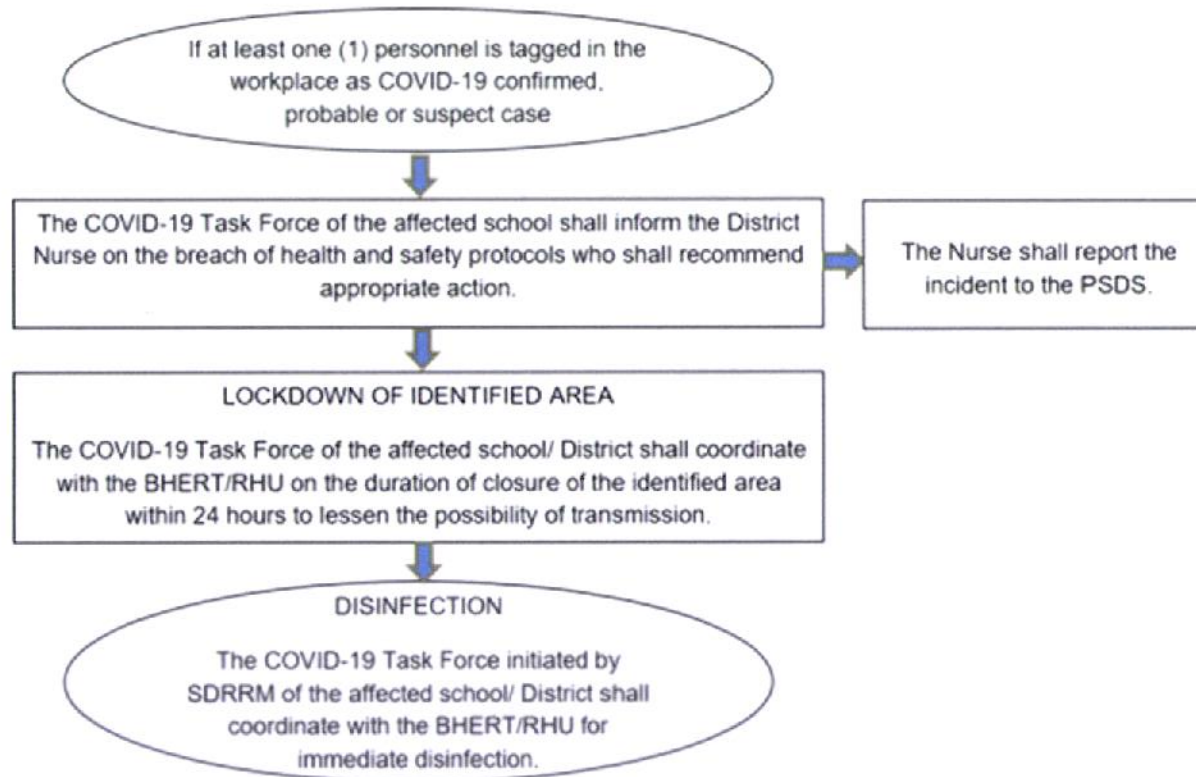 If at least one (1) personnel is tagged in the
workplace as COVID-19 confirmed,
probable or suspect case
The COVID-19 Task Force of the affected school shall inform the District
Nurse on the breach of health and safety protocols who shall recommend
appropriate action.
The Nurse shall report the
incident to the PSDS.
LOCKDOWN OF IDENTIFIED AREA
The COVID-19 Task Force of the affected school/ District shall coordinate
with the BHERT/RHU on the duration of closure of the identified area
within 24 hours to lessen the possibility of transmission.
DISINFECTION
The COVID-19 Task Force initiated by
SDRRM of the affected school/ District shall
coordinate with the BHERT/RHU for
immediate disinfection.